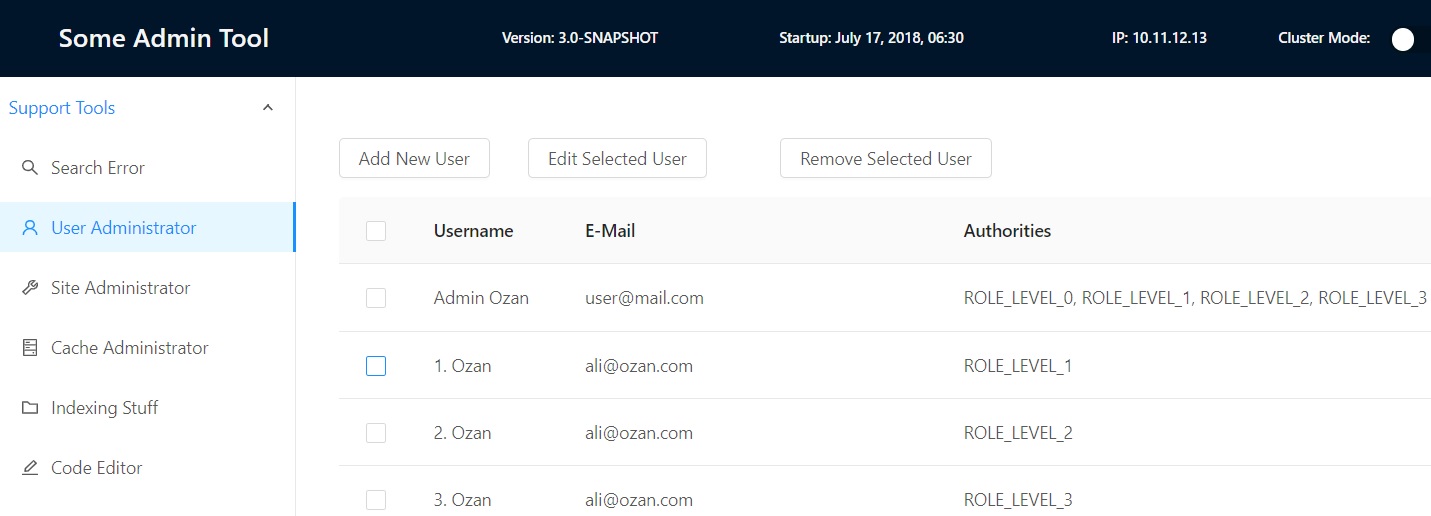 Some Admin Tool Version: 3.0-SNAPSHOT Startup: July 17, 2018, 06:30 IP: 10.11.12.13 Cluster Mode:
Support Tools
Search Error
User Administrator
Site Administrator
Cache Administrator
Indexing Stuff
Code Editor
Add New User Edit Selected User Remove Selected User
Username E-Mail Authorities
Admin Ozan user@mail.com ROLE_LEVEL_0, ROLE_LEVEL_1, ROLE_LEVEL_2, ROLE_LEVEL_3
1. Ozan ali@ozan.com ROLE_LEVEL_1
2. Ozan ali@ozan.com ROLE_LEVEL_2
3. Ozan ali@ozan.com ROLE_LEVEL_3